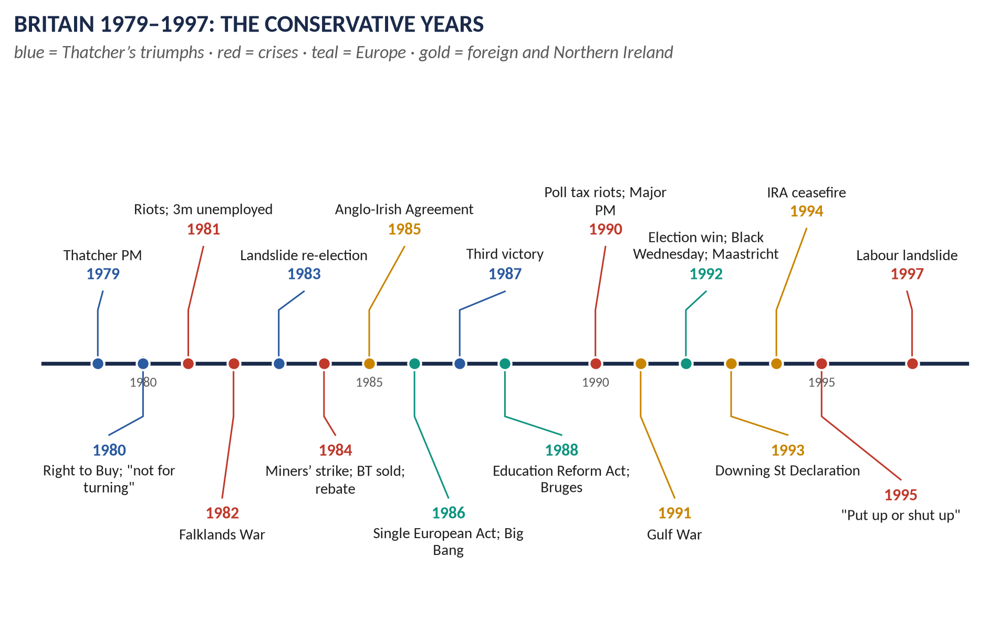 BRITAIN 1979–1997: THE CONSERVATIVE YEARS
blue = Thatcher’s triumphs · red = crises · teal = Europe · gold = foreign and Northern Ireland
Thatcher PM
1979
Riots; 3m unemployed
1981
Landslide re-election
1983
Anglo-Irish Agreement
1985
Third victory
1987
Poll tax riots; Major
PM
1990
Election win; Black
Wednesday; Maastricht
1992
IRA ceasefire
1994
Labour landslide
1997
1980
1985
1990
1995
1980
Right to Buy; "not for
turning"
1982
Falklands War
1984
Miners’ strike; BT sold;
rebate
1986
Single European Act; Big
Bang
1988
Education Reform Act;
Bruges
1991
Gulf War
1993
Downing St Declaration
1995
"Put up or shut up"